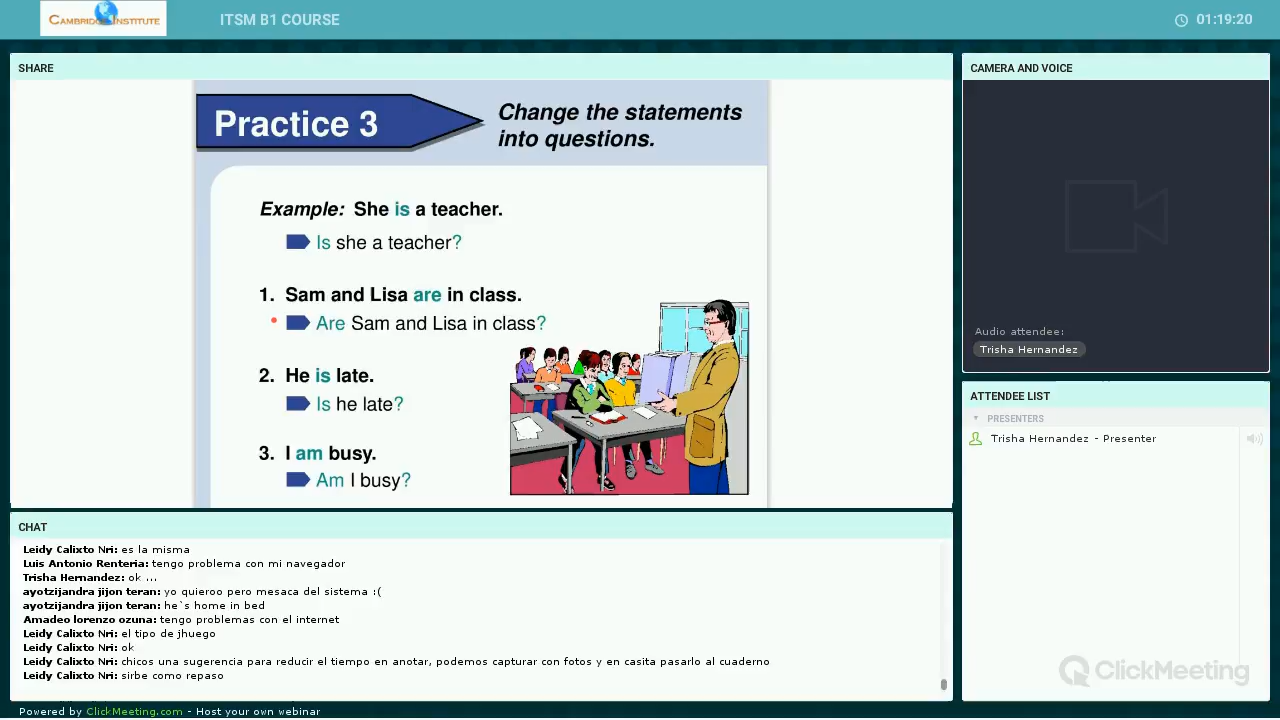 CAMBRIDGE INSTITUTE
ITSM B1 COURSE
01:19:20
SHARE
Practice 3
Change the statements
into questions.
Example: She is a teacher.
Is she a teacher?
1. Sam and Lisa are in class.
Are Sam and Lisa in class?
2. He is late.
Is he late?
3. I am busy.
Am I busy?
CAMERA AND VOICE
Audio attendee:
Trisha Hernandez
ATTENDEE LIST
PRESENTERS
Trisha Hernandez - Presenter
CHAT
Leidy Calixto Nri: es la misma
Luis Antonio Renteria: tengo problema con mi navegador
Trisha Hernandez: ok ...
ayotzijandra jijon teran: yo quieroo pero mesaca del sistema :(
ayotzijandra jijon teran: he`s home in bed
Amadeo lorenzo ozuna: tengo problemas con el internet
Leidy Calixto Nri: el tipo de jhuego
Leidy Calixto Nri: ok
Leidy Calixto Nri: chicos una sugerencia para reducir el tiempo en anotar, podemos capturar con fotos y en casita pasarlo al cuaderno
Leidy Calixto Nri: sirbe como repaso
ClickMeeting
Powered by ClickMeeting.com - Host your own webinar